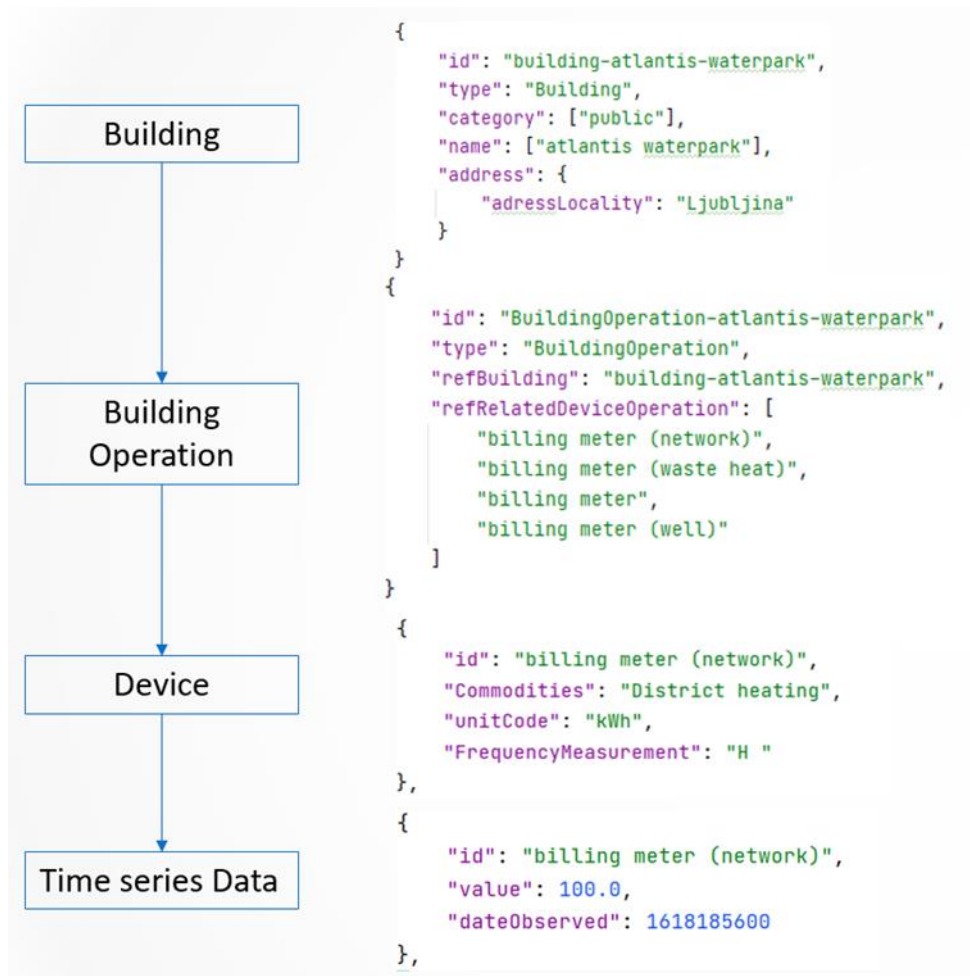 {
"id": "building-atlantis-waterpark",
"type": "Building",
"category": ["public"],
"name": ["atlantis waterpark"],
"address": {
"adressLocality": "Ljubljina"
}
}
Building
{
"id": "BuildingOperation-atlantis-waterpark",
"type": "BuildingOperation",
"refBuilding": "building-atlantis-waterpark",
"refRelatedDeviceOperation": [
"billing meter (network)",
"billing meter (waste heat)",
"billing meter",
"billing meter (well)"
]
}
Building
Operation
{
"id": "billing meter (network)",
"Commodities": "District heating",
"unitCode": "kWh",
"FrequencyMeasurement": "H "
},
Device
{
"id": "billing meter (network)",
"value": 100.0,
"dateObserved": 1618185600
},
Time series Data